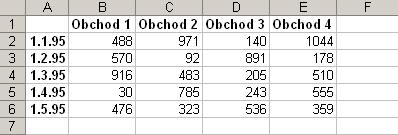 A B C D E F
1 Obchod 1 Obchod 2 Obchod 3 Obchod 4
2 1.1.95 488 971 140 1044
3 1.2.95 570 92 891 178
4 1.3.95 916 483 205 510
5 1.4.95 30 785 243 555
6 1.5.95 476 323 536 359
7